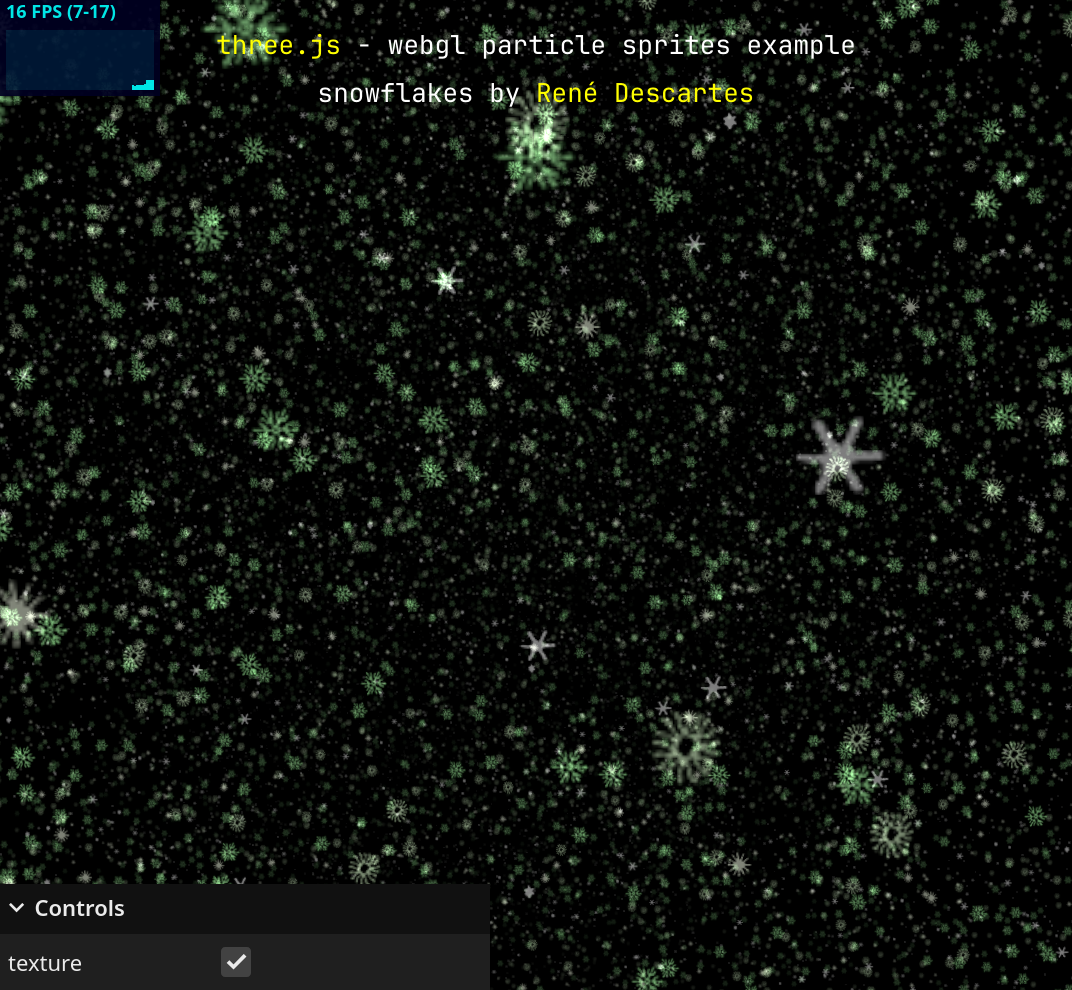 16 FPS (7-17)
three.js - webgl particle sprites example
snowflakes by René Descartes
Controls
texture